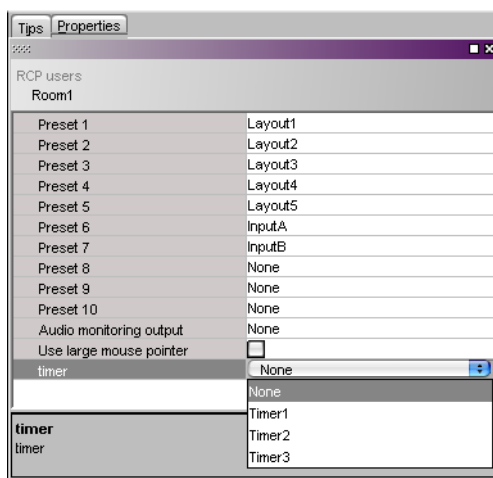 Tips Properties
RCP users
Room1
Preset 1 Layout1
Preset 2 Layout2
Preset 3 Layout3
Preset 4 Layout4
Preset 5 Layout5
Preset 6 InputA
Preset 7 InputB
Preset 8 None
Preset 9 None
Preset 10 None
Audio monitoring output None
Use large mouse pointer
timer None
None
Timer1
Timer2
Timer3
timer
timer